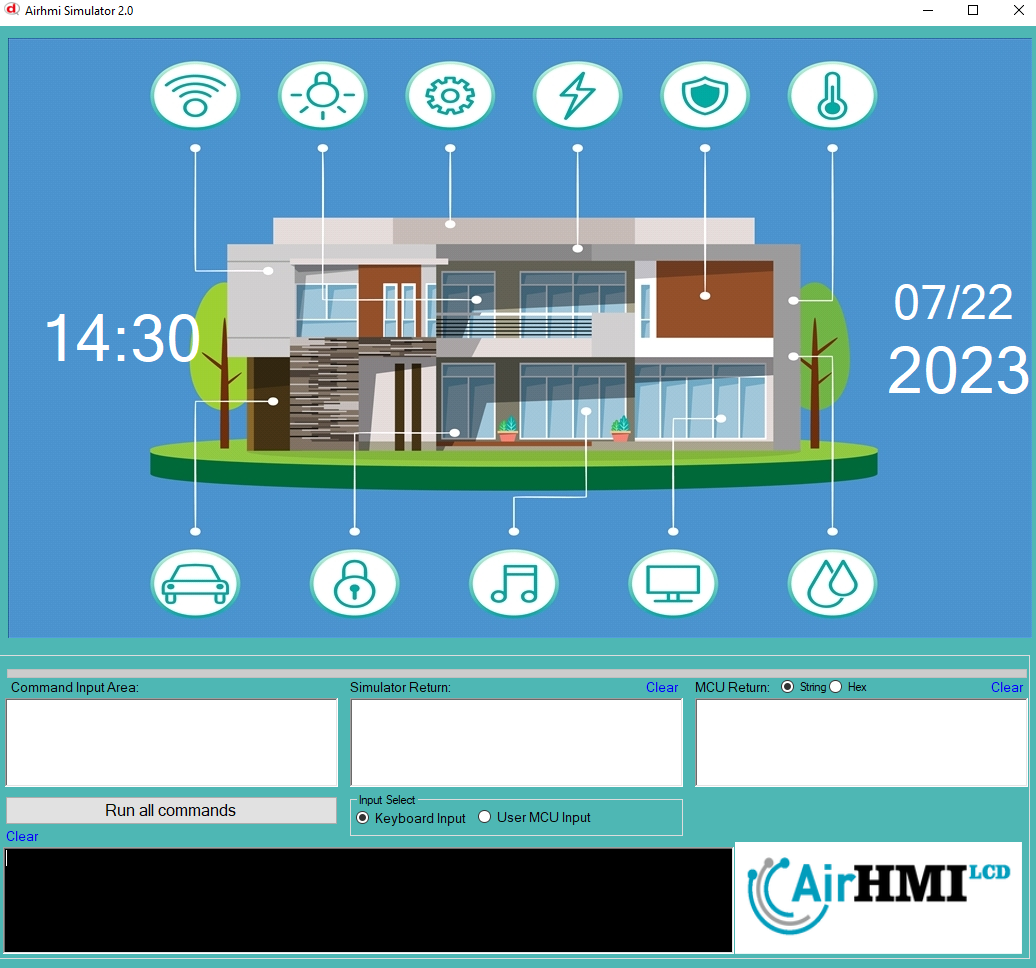 Airhmi Simulator 2.0
14:30
07/22
2023
Command Input Area:
Simulator Return:
Clear
MCU Return:
String
Hex
Clear
Run all commands
Input Select
Keyboard Input
User MCU Input
Clear
AirHMI LCD